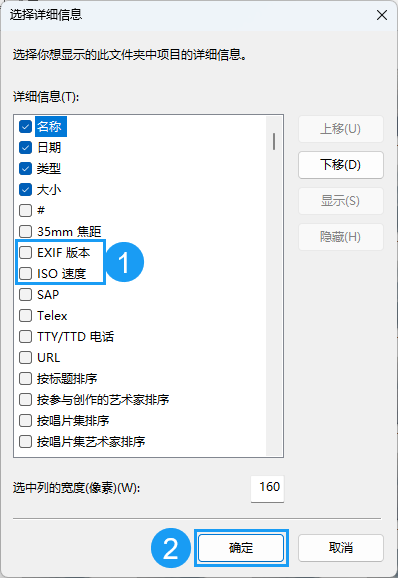 选择详细信息
选择你想显示的此文件夹中项目的详细信息。
详细信息(T):
名称
上移(U)
日期
类型
下移(D)
大小
#
显示(S)
35mm 焦距
隐藏(H)
EXIF 版本
1
ISO 速度
SAP
Telex
TTY/TTD 电话
URL
按标题排序
按参与创作的艺术家排序
按唱片集排序
按唱片集艺术家排序
选中列的宽度(像素)(W): 160
2 确定 取消